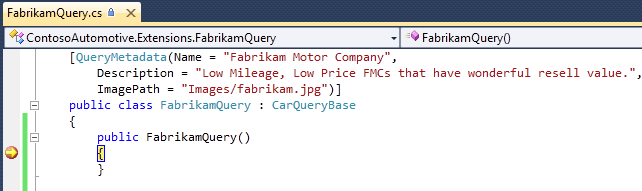 FabrikamQuery.cs
ContosoAutomotive.Extensions.FabrikamQuery
FabrikamQuery()
[QueryMetadata(Name = "Fabrikam Motor Company",
Description = "Low Mileage, Low Price FMCs that have wonderful resell value.",
ImagePath = "Images/fabrikam.jpg")]
public class FabrikamQuery : CarQueryBase
{
public FabrikamQuery()
{
}